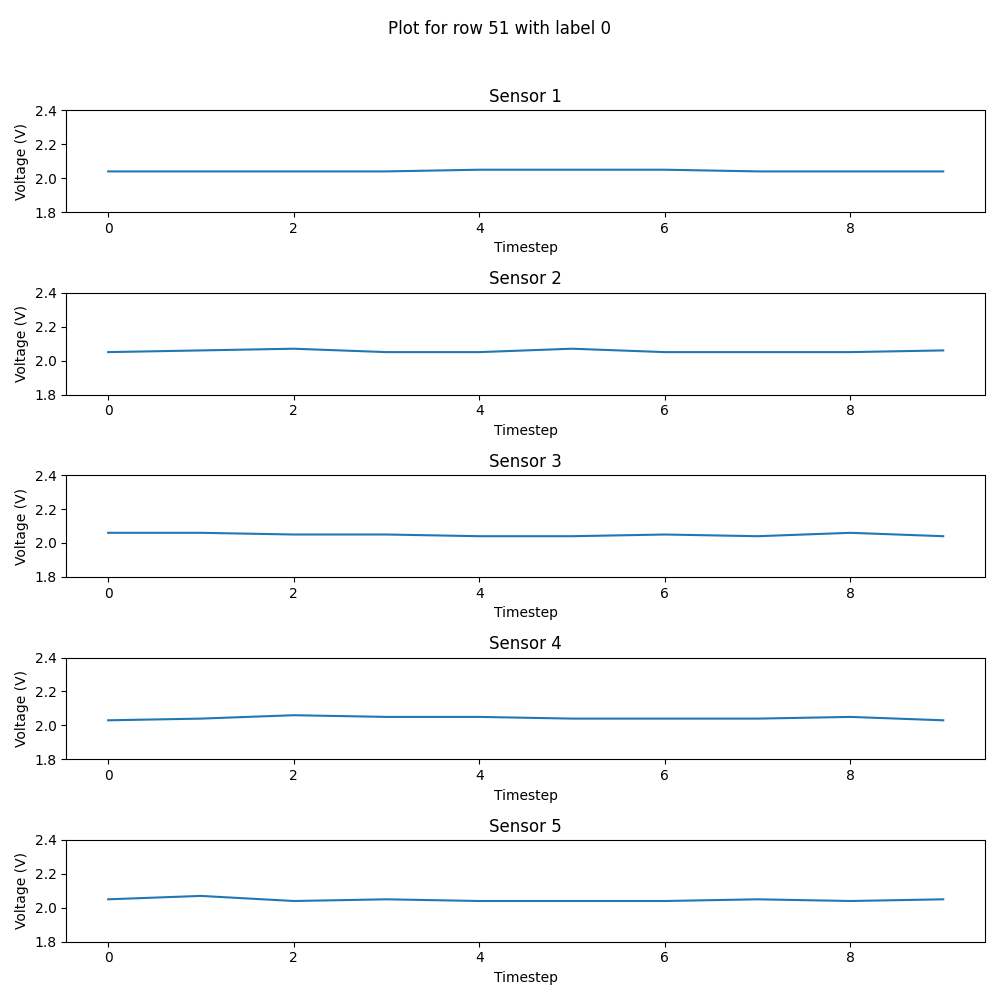 Plot for row 51 with label 0
Sensor 1
2.4
2.2
2.0
1.8
Voltage (V)
0 2 4 6 8
Timestep
Sensor 2
2.4
2.2
2.0
1.8
Voltage (V)
0 2 4 6 8
Timestep
Sensor 3
2.4
2.2
2.0
1.8
Voltage (V)
0 2 4 6 8
Timestep
Sensor 4
2.4
2.2
2.0
1.8
Voltage (V)
0 2 4 6 8
Timestep
Sensor 5
2.4
2.2
2.0
1.8
Voltage (V)
0 2 4 6 8
Timestep